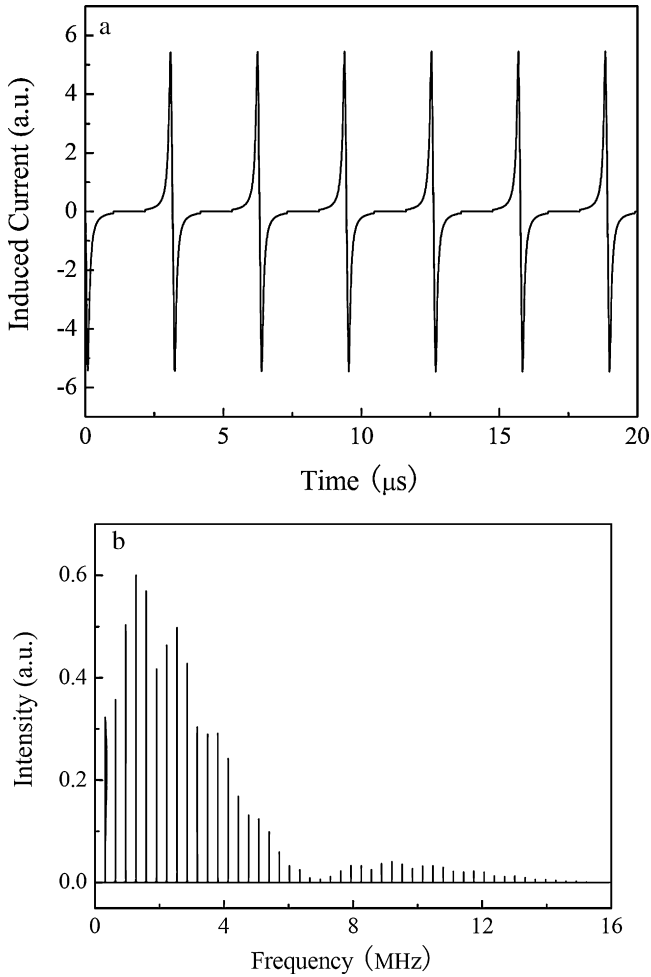 a
Induced Current (a.u.)
6
4
2
0
-2
-4
-6
0 5 10 15 20
Time (μs)
b
Intensity (a.u.)
0.6
0.4
0.2
0.0
0 4 8 12 16
Frequency (MHz)